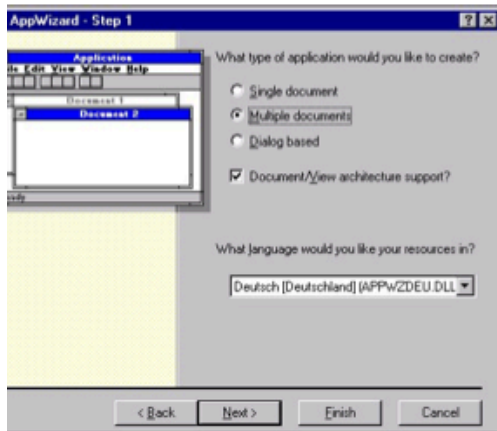 AppWizard - Step 1
Application
File Edit View Window Help
Document 1
Document 2
What type of application would you like to create?
Single document
Multiple documents
Dialog based
Document/View architecture support?
What language would you like your resources in?
Deutsch [Deutschland] (APPWZDEU.DLL
< Back
Next >
Finish
Cancel